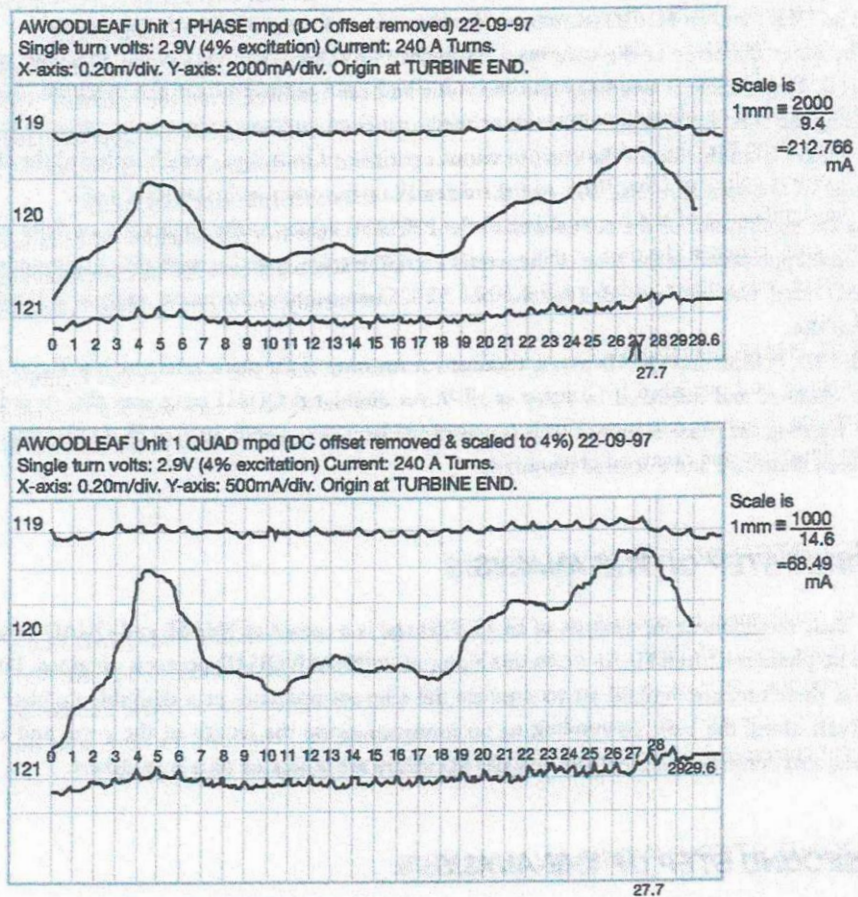 AWOODLEAF Unit 1 PHASE mpd (DC offset removed) 22-09-97
Single turn volts: 2.9V (4% excitation) Current: 240 A Turns.
X-axis: 0.20m/div. Y-axis: 2000mA/div. Origin at TURBINE END.
Scale is
1mm ≡ 2000
9.4
=212.766
mA
119
120
121
0 1 2 3 4 5 6 7 8 9 10 11 12 13 14 15 16 17 18 19 20 21 22 23 24 25 26 27 28 29 29.6
27.7
AWOODLEAF Unit 1 QUAD mpd (DC offset removed & scaled to 4%) 22-09-97
Single turn volts: 2.9V (4% excitation) Current: 240 A Turns.
X-axis: 0.20m/div. Y-axis: 500mA/div. Origin at TURBINE END.
Scale is
1mm ≡ 1000
14.6
=68.49
mA
119
120
121
0 1 2 3 4 5 6 7 8 9 10 11 12 13 14 15 16 17 18 19 20 21 22 23 24 25 26 27 28
29 29.6
27.7